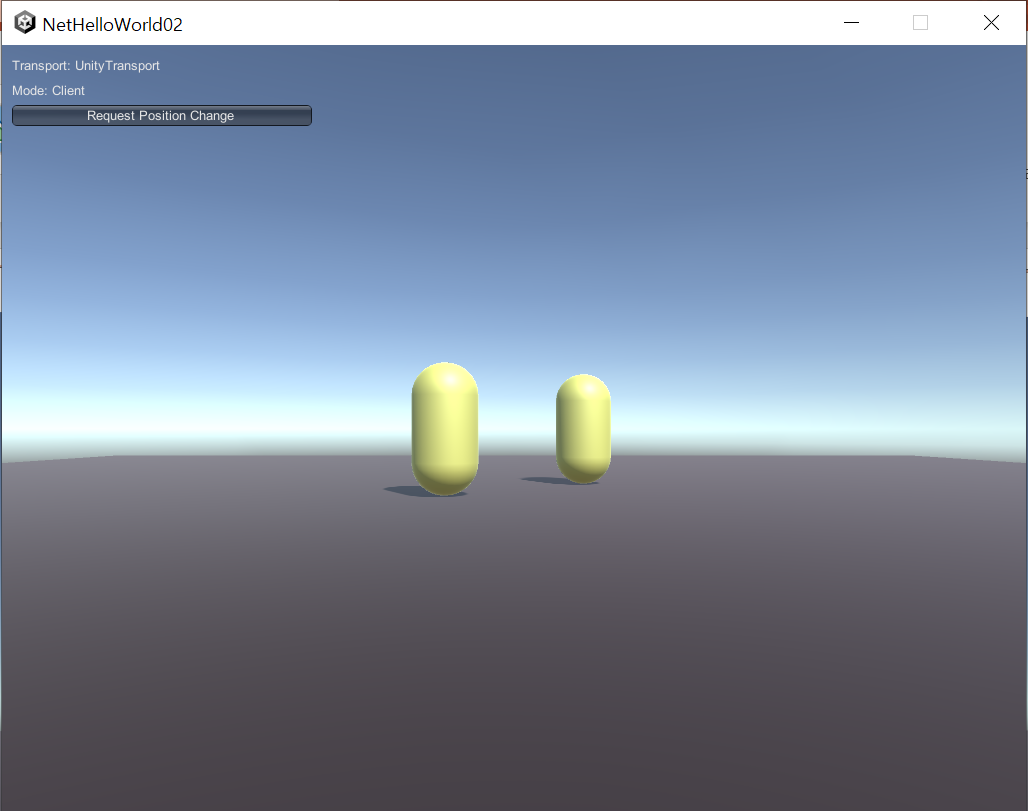 NetHelloWorld02
Transport: UnityTransport
Mode: Client
Request Position Change